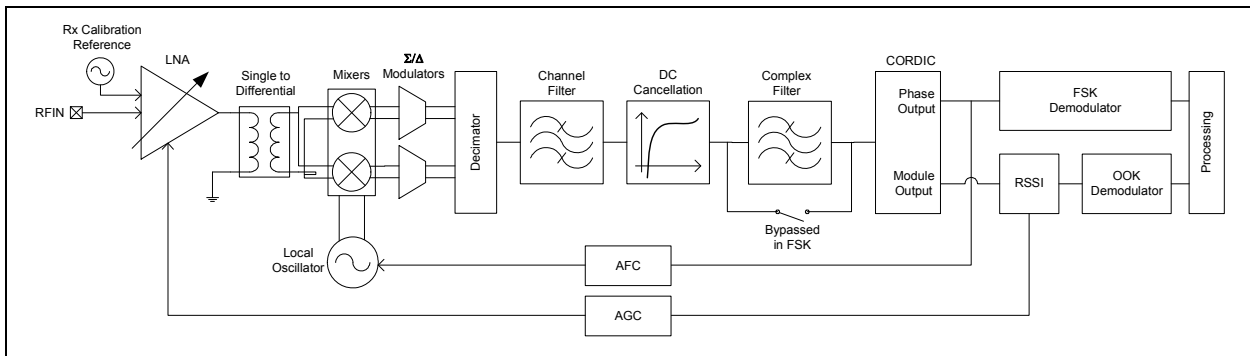 Rx Calibration
Reference
LNA
RFIN
Single to
Differential
Mixers
Σ/Δ
Modulators
Local
Oscillator
Decimator
Channel
Filter
DC
Cancellation
Complex
Filter
Bypassed
in FSK
CORDIC
Phase
Output
Module
Output
FSK
Demodulator
RSSI
OOK
Demodulator
Processing
AFC
AGC